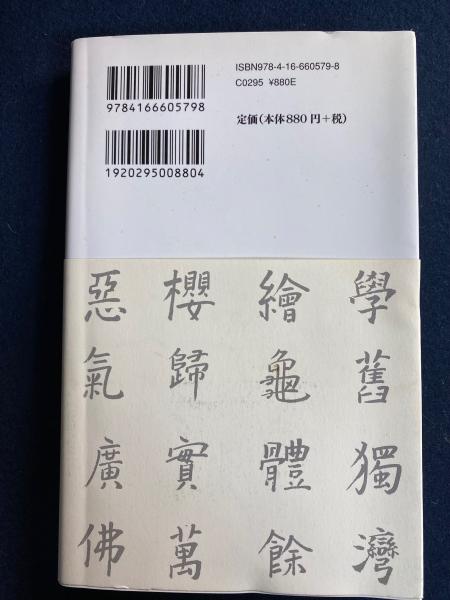 ISBN978-4-16-660579-8
C0295 ¥880E
定価(本体880円+税)
9784166605798
1920295008804
惡 櫻 繪 學
氣 歸 龜 舊
廣 實 體 獨
佛 萬 餘 灣